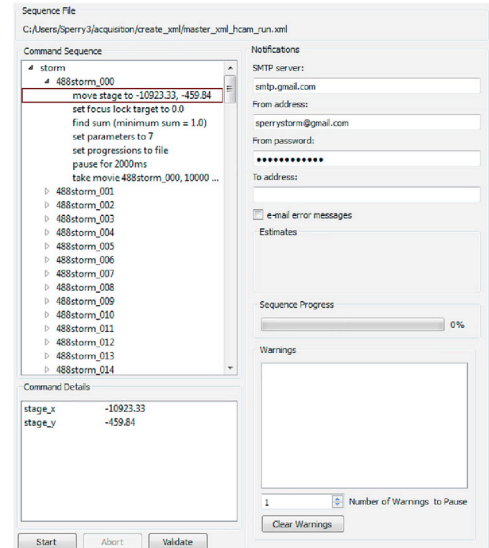 Sequence File
C:/Users/Sperry3/acquisition/create_xml/master_xml_hcam_run.xml
Command Sequence
storm
488storm_000
move stage to -10923.33, -459.84
set focus lock target to 0.0
find sum (minimum sum = 1.0)
set parameters to 7
set progressions to file
pause for 2000ms
take movie 488storm_000, 10000 ...
488storm_001
488storm_002
488storm_003
488storm_004
488storm_005
488storm_006
488storm_007
488storm_008
488storm_009
488storm_010
488storm_011
488storm_012
488storm_013
488storm_014
Command Details
stage_x -10923.33
stage_y -459.84
Start Abort Validate
Notifications
SMTP server:
smtp.gmail.com
From address:
sperrystorm@gmail.com
From password:
••••••••••••
To address:
e-mail error messages
Estimates
Sequence Progress
0%
Warnings
1 Number of Warnings to Pause
Clear Warnings